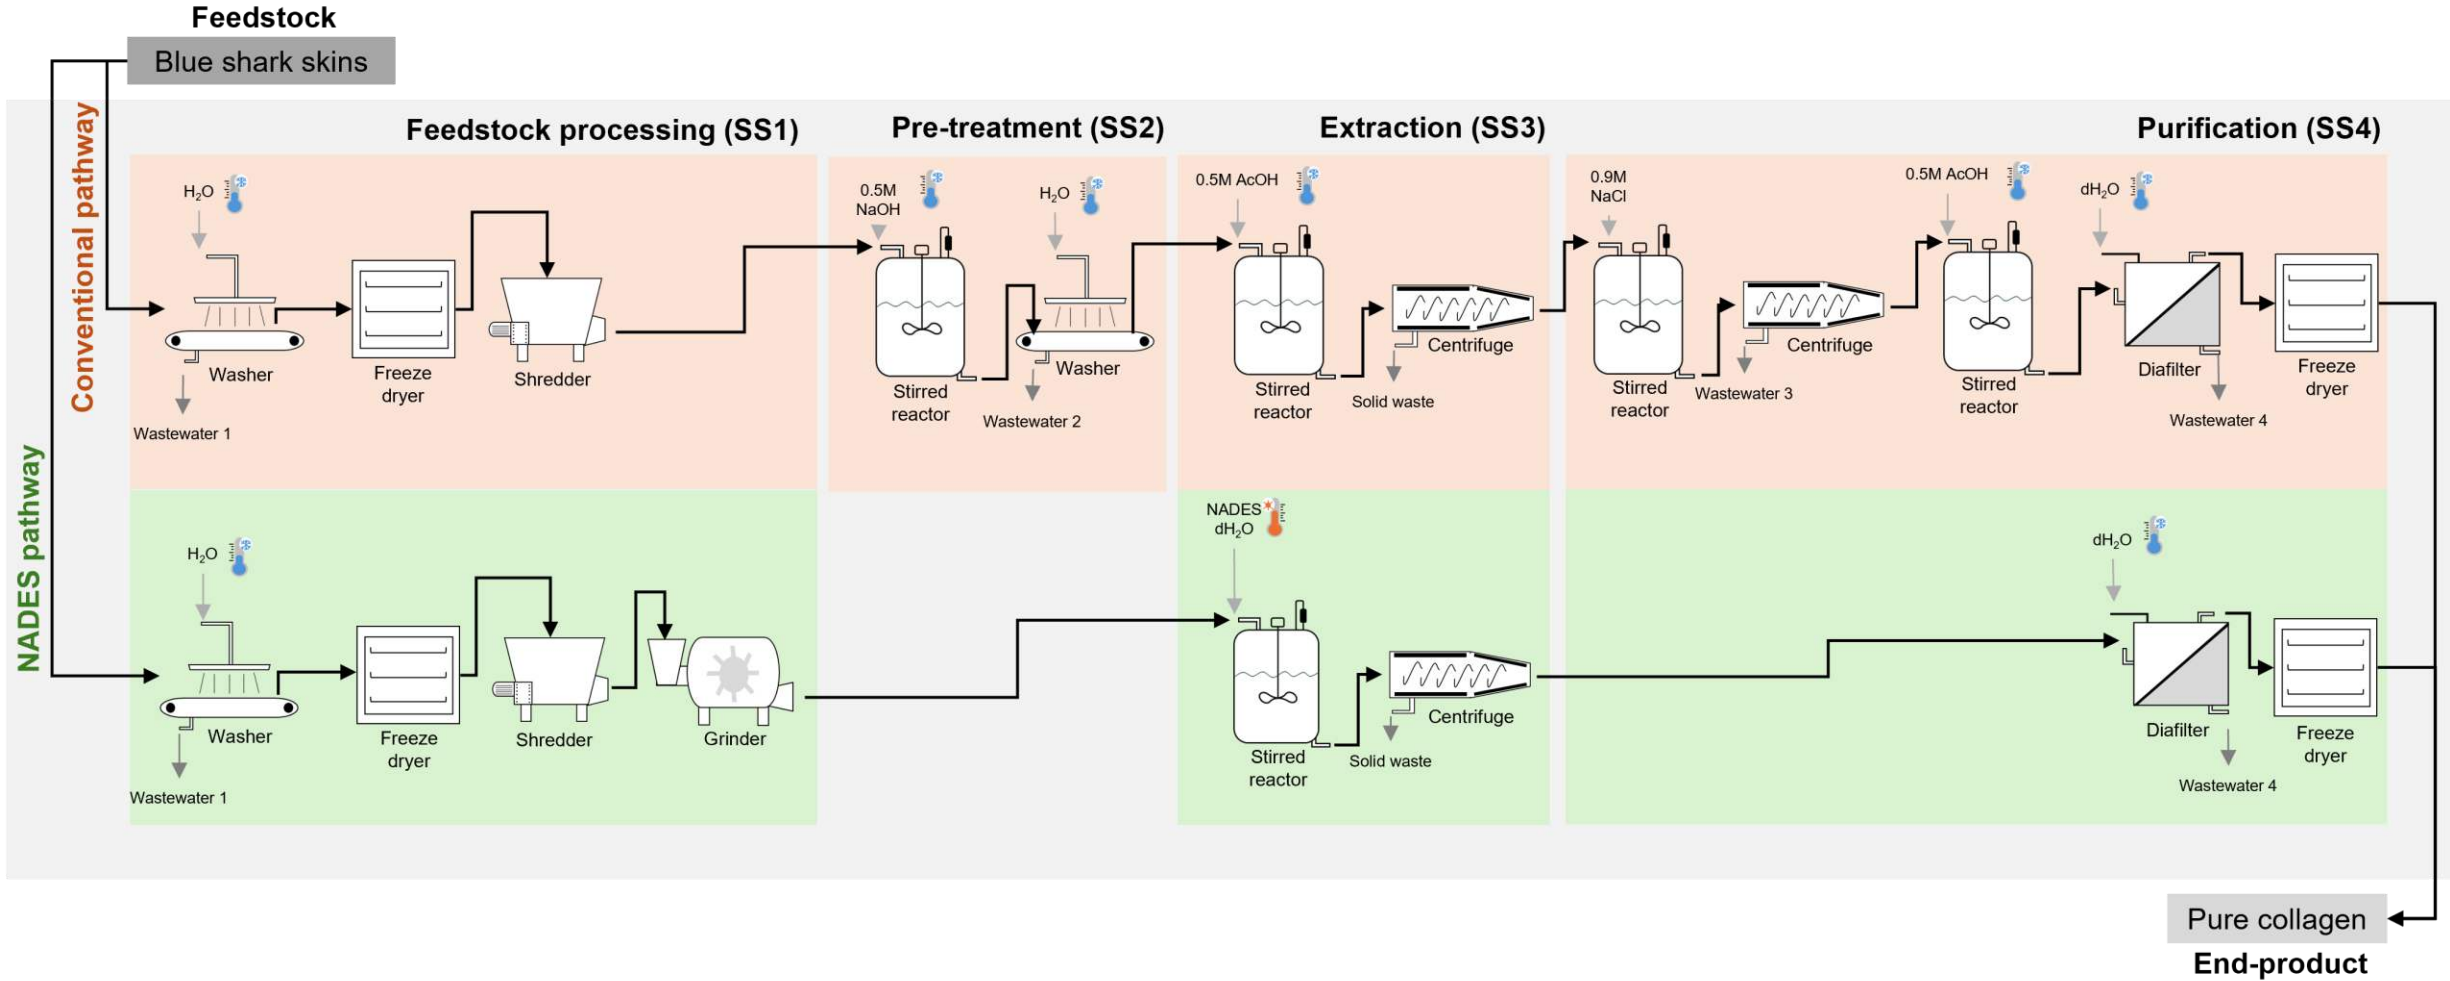 Feedstock
Blue shark skins
Conventional pathway
NADES pathway
Feedstock processing (SS1)
Pre-treatment (SS2)
Extraction (SS3)
Purification (SS4)
H₂O
Washer
Wastewater 1
Freeze
dryer
Shredder
0.5M
NaOH
Stirred
reactor
H₂O
Washer
Wastewater 2
0.5M AcOH
Stirred
reactor
Centrifuge
Solid waste
0.9M
NaCl
Stirred
reactor
Centrifuge
Wastewater 3
0.5M AcOH
Stirred
reactor
dH₂O
Diafilter
Wastewater 4
Freeze
dryer
H₂O
Washer
Wastewater 1
Freeze
dryer
Shredder
Grinder
NADES
dH₂O
Stirred
reactor
Centrifuge
Solid waste
dH₂O
Diafilter
Wastewater 4
Freeze
dryer
Pure collagen
End-product